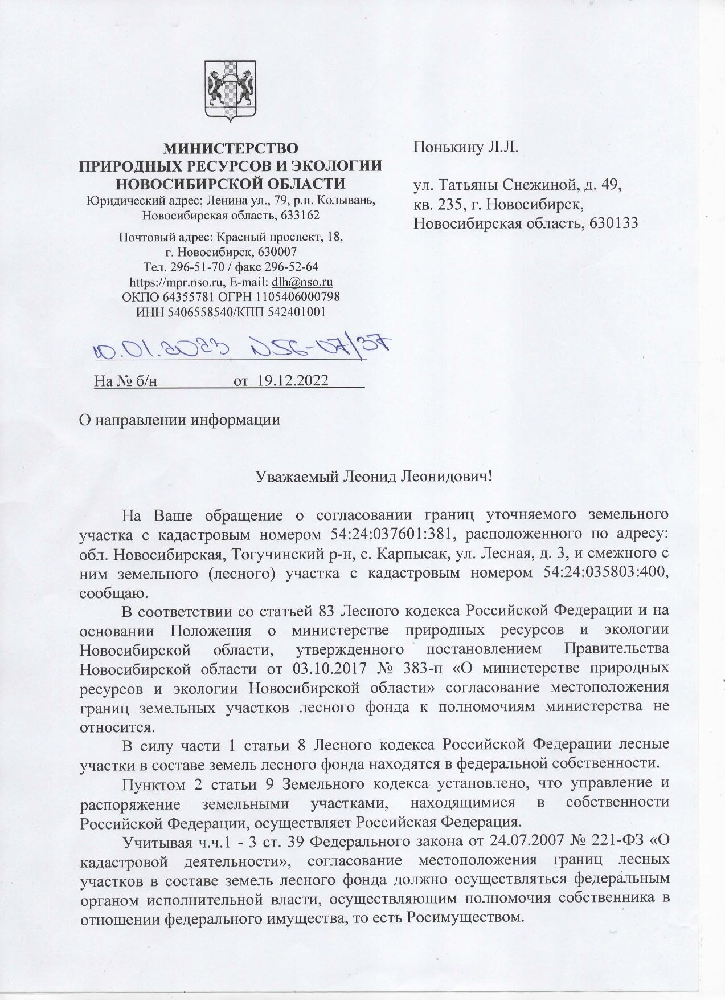 МИНИСТЕРСТВО
ПРИРОДНЫХ РЕСУРСОВ И ЭКОЛОГИИ
НОВОСИБИРСКОЙ ОБЛАСТИ
Юридический адрес: Ленина ул., 79, р.п. Колывань,
Новосибирская область, 633162
Почтовый адрес: Красный проспект, 18,
г. Новосибирск, 630007
Тел. 296-51-70 / факс 296-52-64
https://mpr.nso.ru, E-mail: dlh@nso.ru
ОКПО 64355781 ОГРН 1105406000798
ИНН 5406558540/КПП 542401001
10.01.2023 056-07/37
На № б/н от 19.12.2022
О направлении информации
Понькину Л.Л.
ул. Татьяны Снежиной, д. 49,
кв. 235, г. Новосибирск,
Новосибирская область, 630133
Уважаемый Леонид Леонидович!
На Ваше обращение о согласовании границ уточняемого земельного
участка с кадастровым номером 54:24:037601:381, расположенного по адресу:
обл. Новосибирская, Тогучинский р-н, с. Карпысак, ул. Лесная, д. 3, и смежного с
ним земельного (лесного) участка с кадастровым номером 54:24:035803:400,
сообщаю.
В соответствии со статьей 83 Лесного кодекса Российской Федерации и на
основании Положения о министерстве природных ресурсов и экологии
Новосибирской области, утвержденного постановлением Правительства
Новосибирской области от 03.10.2017 № 383-п «О министерстве природных
ресурсов и экологии Новосибирской области» согласование местоположения
границ земельных участков лесного фонда к полномочиям министерства не
относится.
В силу части 1 статьи 8 Лесного кодекса Российской Федерации лесные
участки в составе земель лесного фонда находятся в федеральной собственности.
Пунктом 2 статьи 9 Земельного кодекса установлено, что управление и
распоряжение земельными участками, находящимися в собственности
Российской Федерации, осуществляет Российская Федерация.
Учитывая ч.ч.1 - 3 ст. 39 Федерального закона от 24.07.2007 № 221-ФЗ «О
кадастровой деятельности», согласование местоположения границ лесных
участков в составе земель лесного фонда должно осуществляться федеральным
органом исполнительной власти, осуществляющим полномочия собственника в
отношении федерального имущества, то есть Росимуществом.